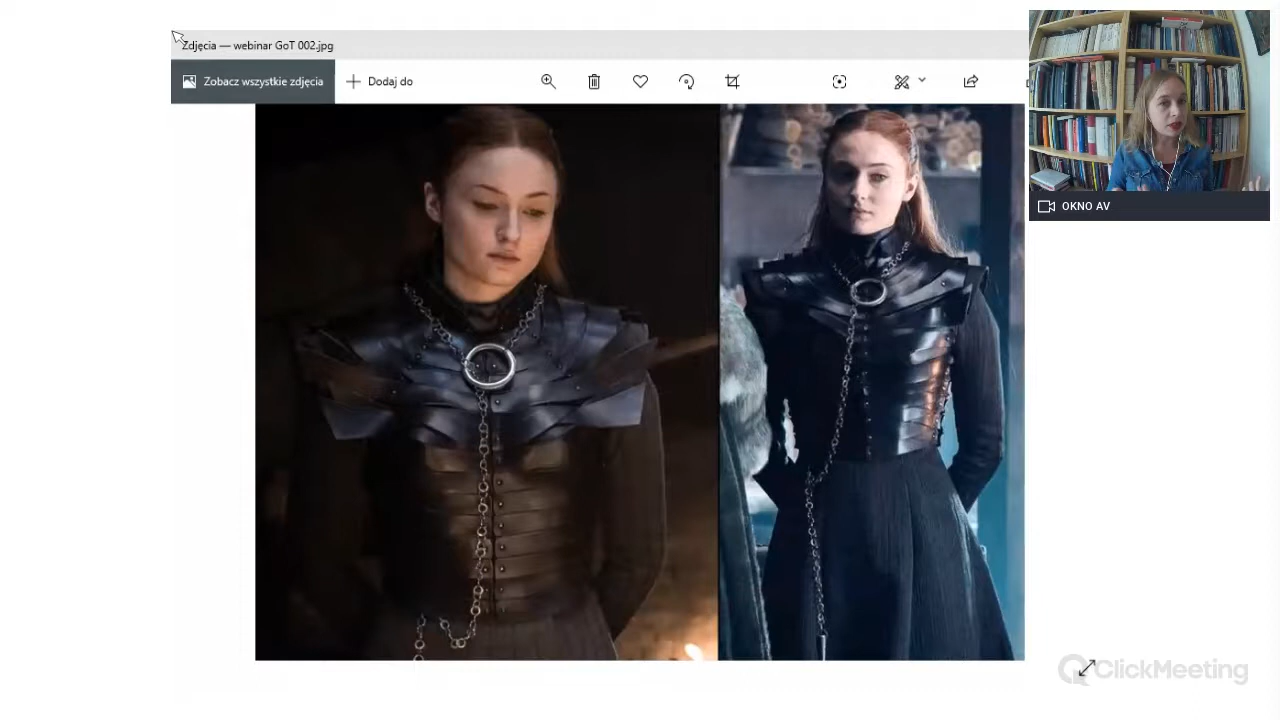 Zdjęcia — webinar GoT 002.jpg
Zobacz wszystkie zdjęcia
Dodaj do
OKNO AV
ClickMeeting